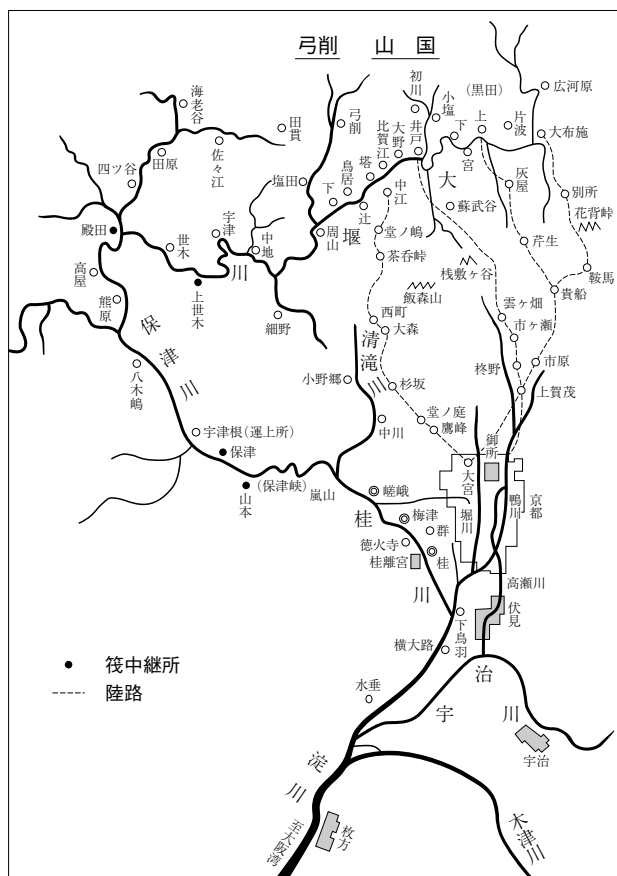 弓削 山国
海老谷
田貫
弓削
初川
小塩
(黒田)
広河原
四ツ谷
田原
佐々江
塩田
下
鳥居
塔
比賀江
大野
井戸
下
宮
上
片波
大布施
灰屋
別所
花背峠
大
堰
川
中江
辻
蘇武谷
殿田
世木
宇津
中地
周山
堂ノ嶋
茶呑峠
桟敷ヶ谷
芹生
鞍馬
貴船
高屋
熊原
上世木
細野
飯森山
西町
大森
雲ヶ畑
市ヶ瀬
保津川
清滝川
八木嶋
小野郷
杉坂
柊野
市原
上賀茂
宇津根(運上所)
保津
中川
堂ノ庭
鷹峰
御所
大宮
山本
(保津峡)
嵐山
嵯峨
堀川
鴨川
京都
桂川
梅津
群
徳火寺
桂
桂離宮
高瀬川
伏見
下鳥羽
横大路
水垂
宇治川
宇治
● 筏中継所
----- 陸路
淀川
木津川
枚方
至大阪湾